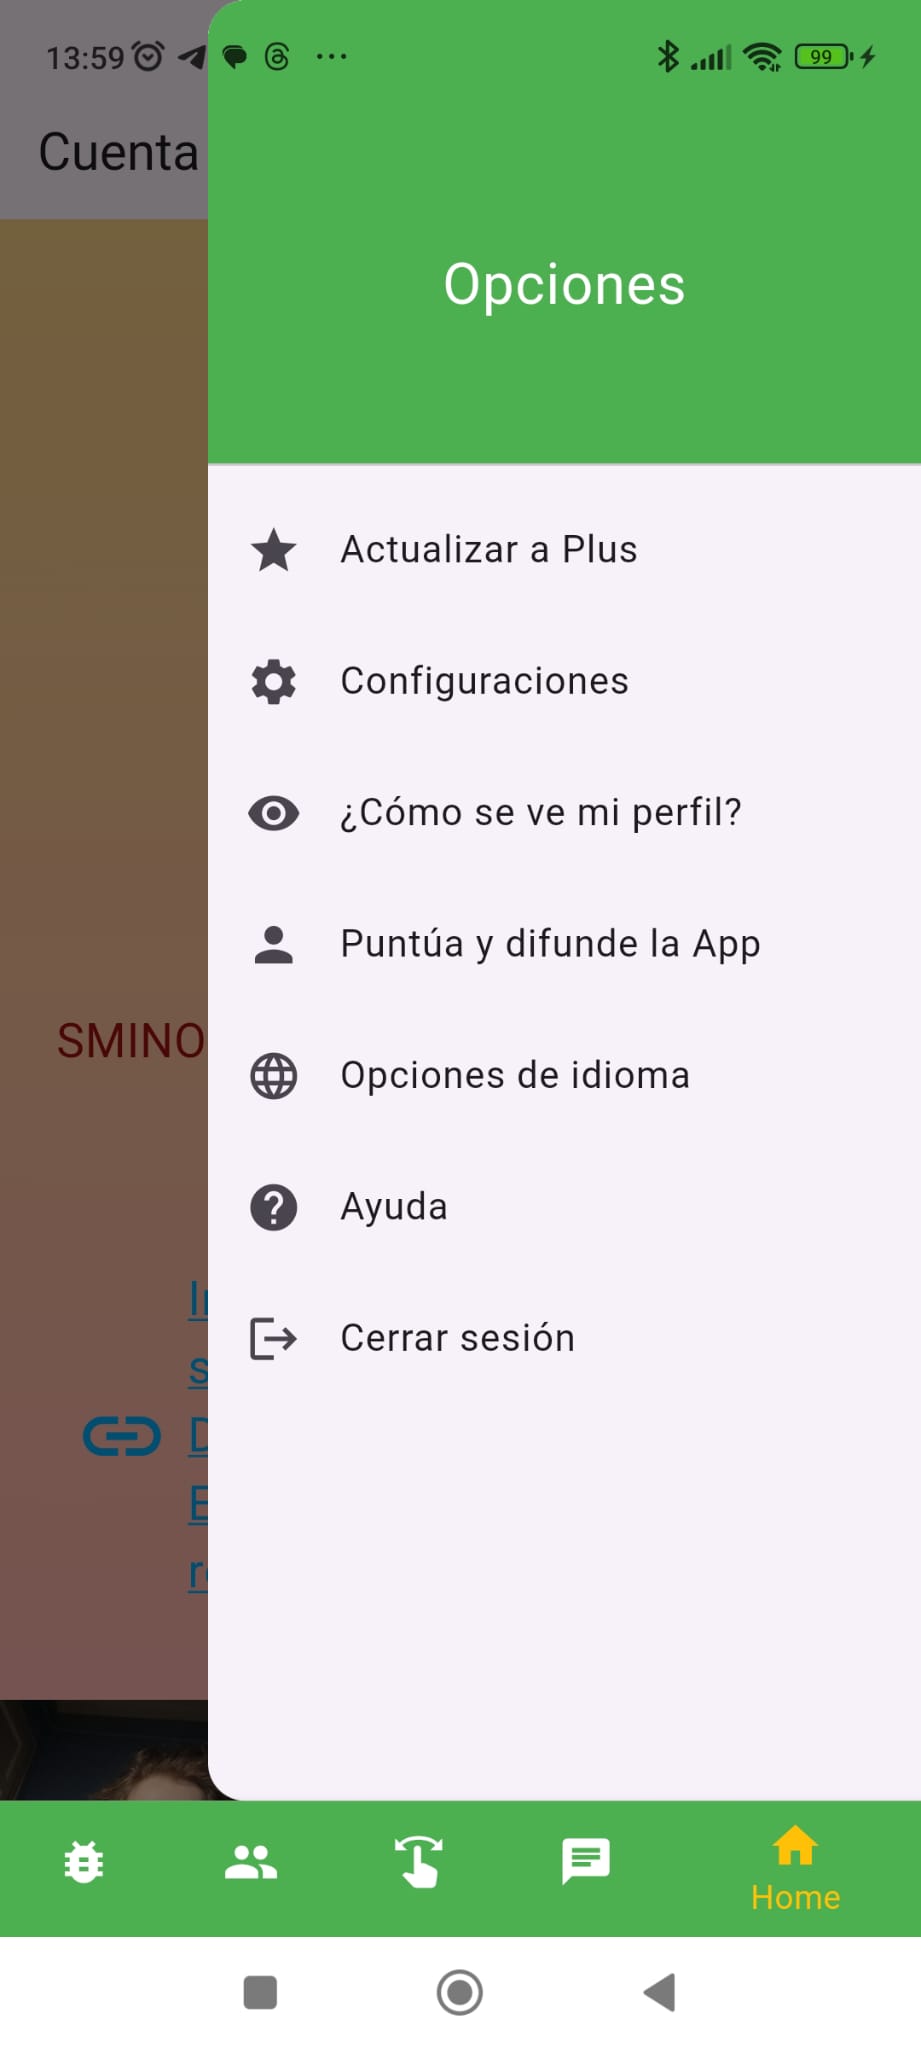 13:59
99
Cuenta
Opciones
Actualizar a Plus
Configuraciones
¿Cómo se ve mi perfil?
Puntúa y difunde la App
SMINO
Opciones de idioma
Ayuda
Cerrar sesión
Home